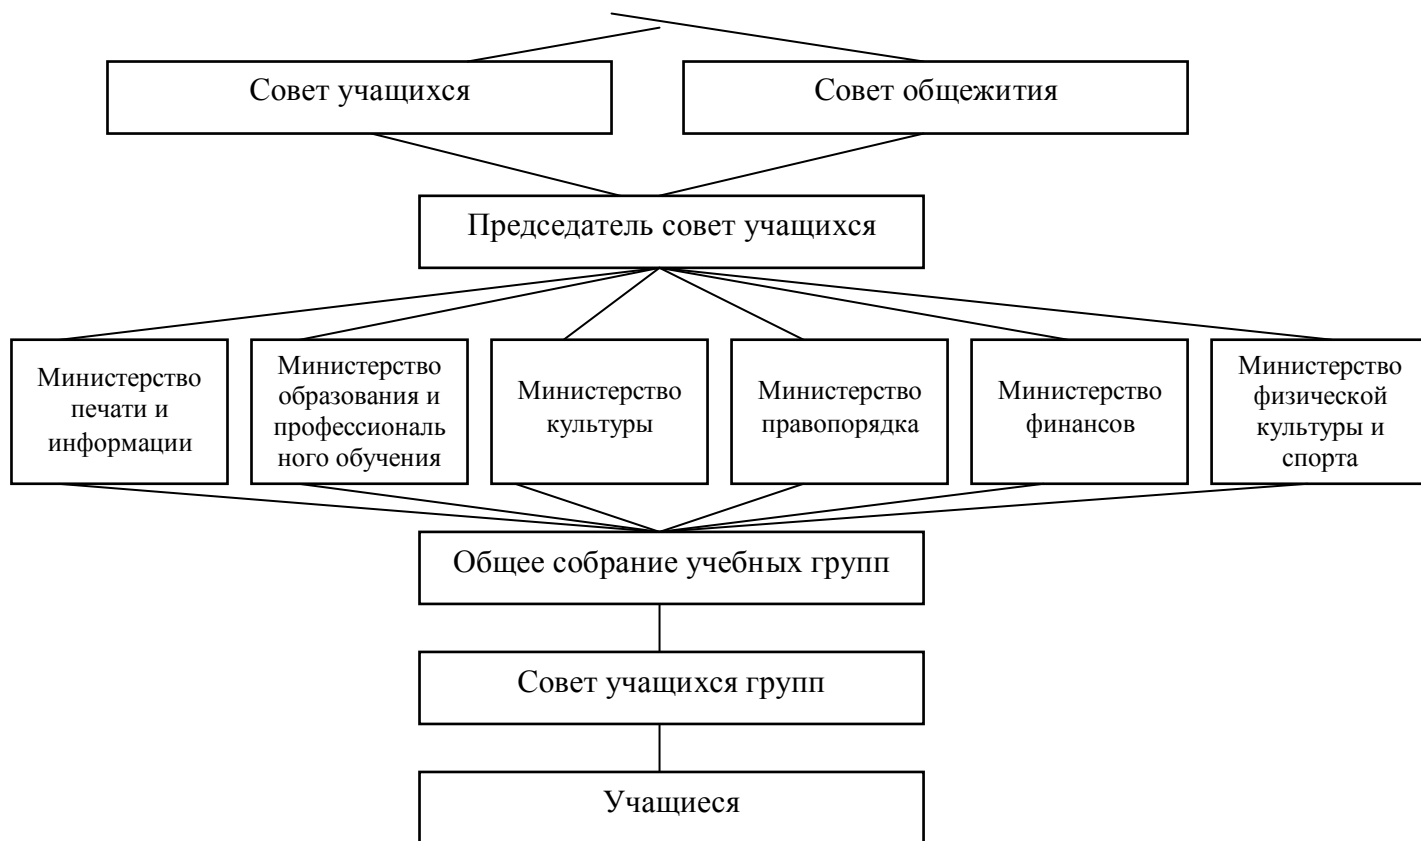 Совет учащихся
Совет общежития
Председатель совет учащихся
Министерство
печати и
информации
Министерство
образования и
профессиональ
ного обучения
Министерство
культуры
Министерство
правопорядка
Министерство
финансов
Министерство
физической
культуры и
спорта
Общее собрание учебных групп
Совет учащихся групп
Учащиеся